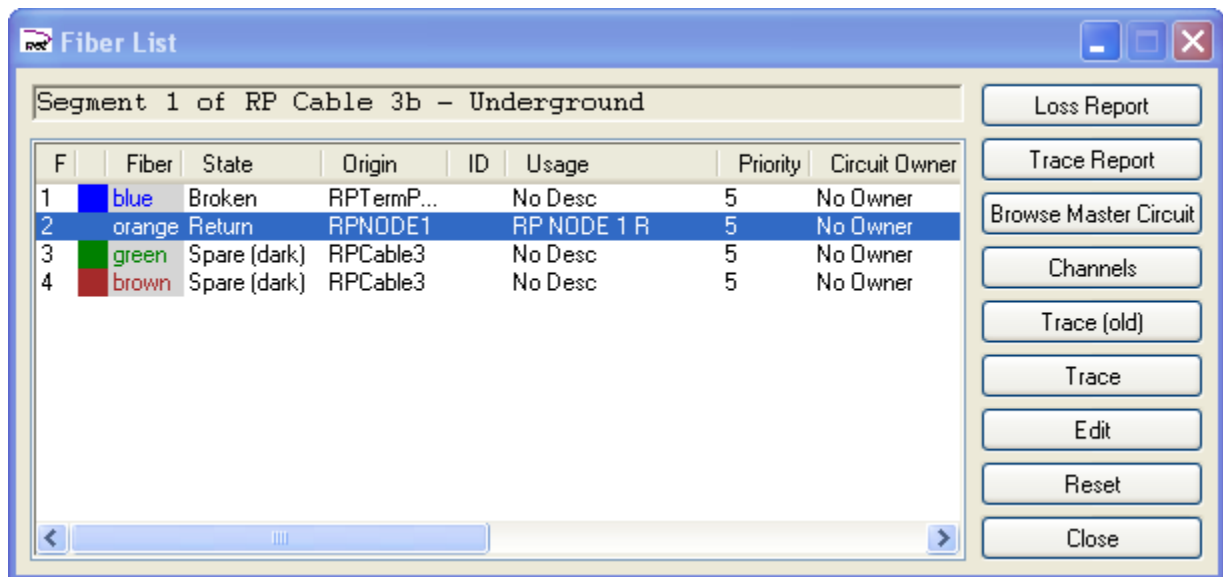 Fiber List
Segment 1 of RP Cable 3b - Underground
F Fiber State Origin ID Usage Priority Circuit Owner
1 blue Broken RPTermP... No Desc 5 No Owner
2 orange Return RPNODE1 RP NODE 1 R 5 No Owner
3 green Spare (dark) RPCable3 No Desc 5 No Owner
4 brown Spare (dark) RPCable3 No Desc 5 No Owner
Loss Report
Trace Report
Browse Master Circuit
Channels
Trace (old)
Trace
Edit
Reset
Close